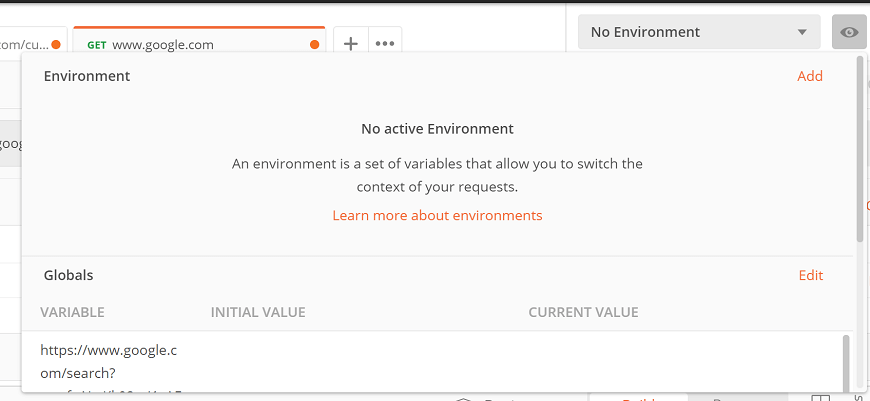 com/cu...
GET www.google.com
No Environment
Environment
Add
No active Environment
An environment is a set of variables that allow you to switch the
context of your requests.
Learn more about environments
Globals
Edit
VARIABLE INITIAL VALUE CURRENT VALUE
https://www.google.c
om/search?